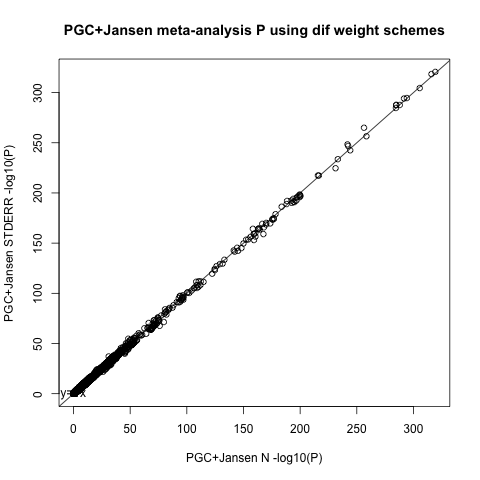 PGC+Jansen meta-analysis P using dif weight schemes
PGC+Jansen STDERR -log10(P)
300
250
200
150
100
50
0
y=x
0 50 100 150 200 250 300
PGC+Jansen N -log10(P)